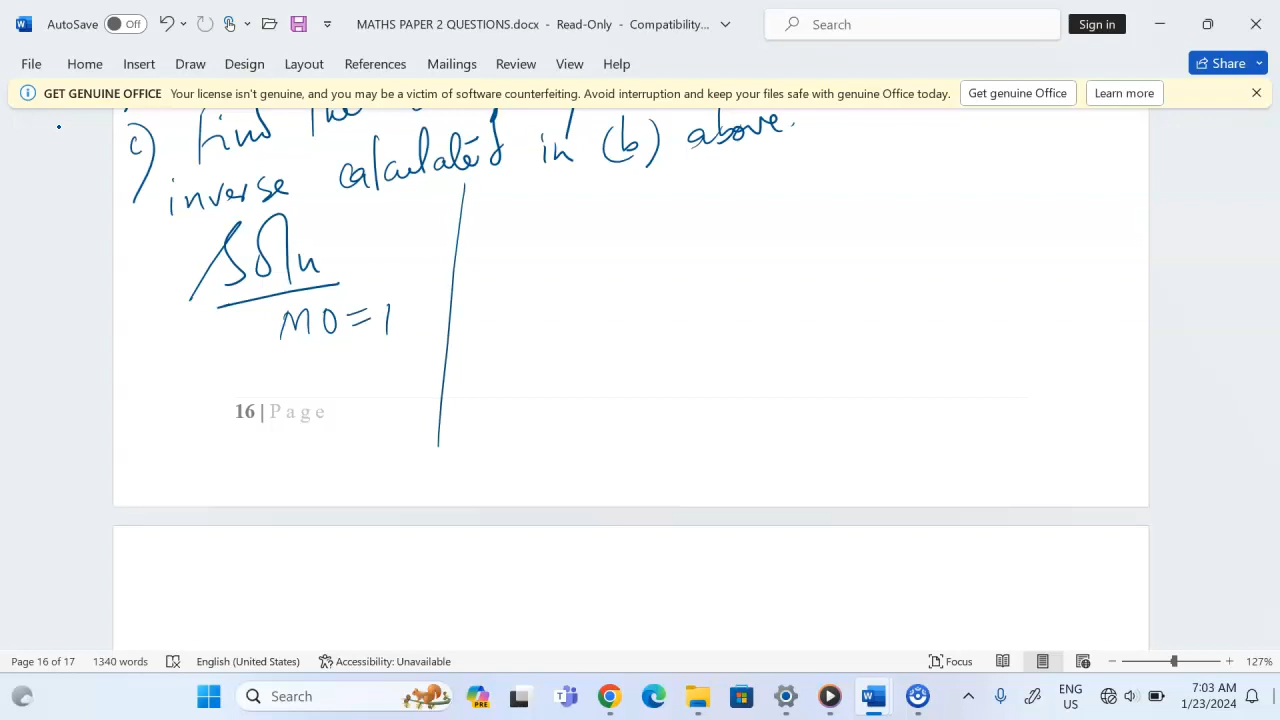 AutoSave Off MATHS PAPER 2 QUESTIONS.docx - Read-Only - Compatibility... Search Sign in
File Home Insert Draw Design Layout References Mailings Review View Help Share
GET GENUINE OFFICE Your license isn't genuine, and you may be a victim of software counterfeiting. Avoid interruption and keep your files safe with genuine Office today. Get genuine Office Learn more
c) Find The
inverse calculated in (b) above.
Soln
MD = 1
16 | Page
Page 16 of 17 1340 words English (United States) Accessibility: Unavailable Focus 127%
Search ENG US 7:03 AM 1/23/2024